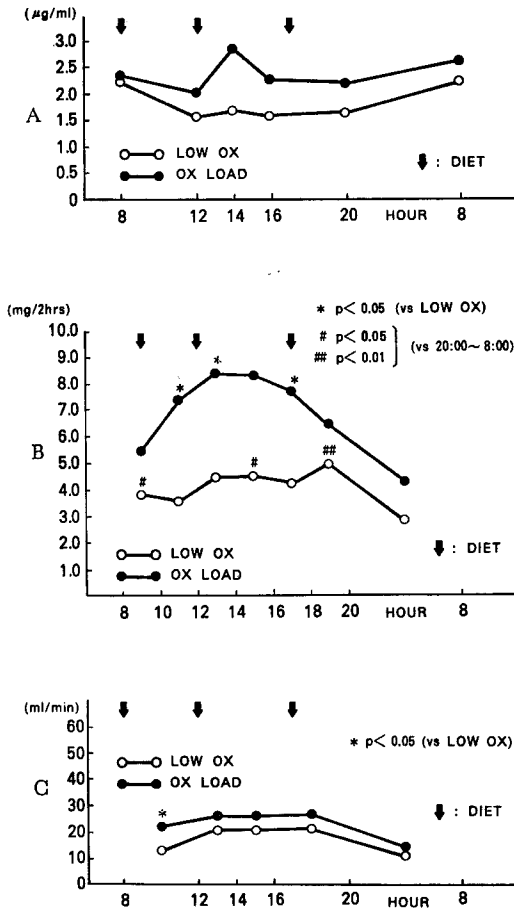 (μg/ml)
3.0
2.5
2.0
1.5
1.0
0.5
0
A
LOW OX
OX LOAD
: DIET
8 12 14 16 20 HOUR 8
(mg/2hrs)
* p< 0.05 (vs LOW OX)
# p< 0.05
## p< 0.01
(vs 20:00~ 8:00)
10.0
9.0
8.0
7.0
6.0
5.0
4.0
3.0
2.0
1.0
B
* * *
# # ##
LOW OX
OX LOAD
: DIET
8 10 12 14 16 18 20 HOUR 8
(ml/min)
* p< 0.05 (vs LOW OX)
60
50
40
30
20
10
0
C
LOW OX
OX LOAD
*
: DIET
8 12 14 16 20 HOUR 8